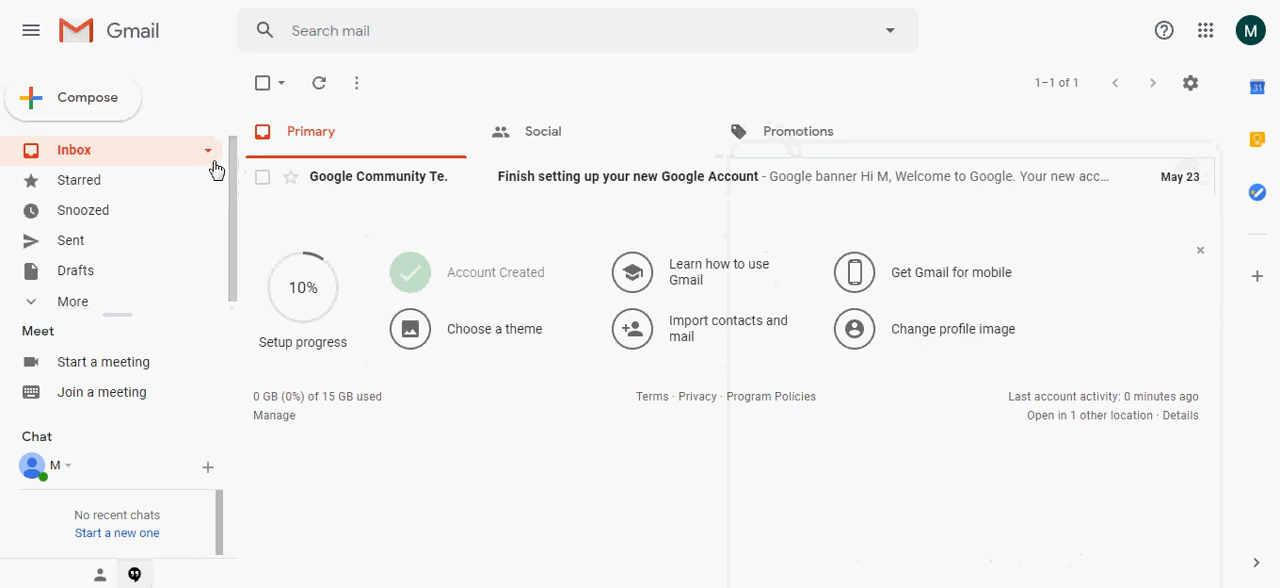 Gmail
Search mail
M
Compose
1–1 of 1
31
Inbox
Primary
Social
Promotions
Starred
Google Community Te.
Finish setting up your new Google Account - Google banner Hi M, Welcome to Google. Your new acc...
May 23
Snoozed
Sent
Drafts
More
10%
Setup progress
Account Created
Learn how to use
Gmail
Get Gmail for mobile
Choose a theme
Import contacts and
mail
Change profile image
Meet
Start a meeting
Join a meeting
0 GB (0%) of 15 GB used
Manage
Terms · Privacy · Program Policies
Last account activity: 0 minutes ago
Open in 1 other location · Details
Chat
M
No recent chats
Start a new one